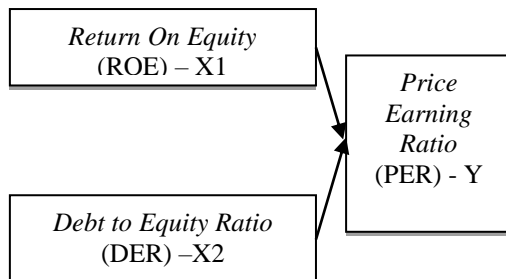 Return On Equity
(ROE) – X1
Price
Earning
Ratio
(PER) - Y
Debt to Equity Ratio
(DER) –X2